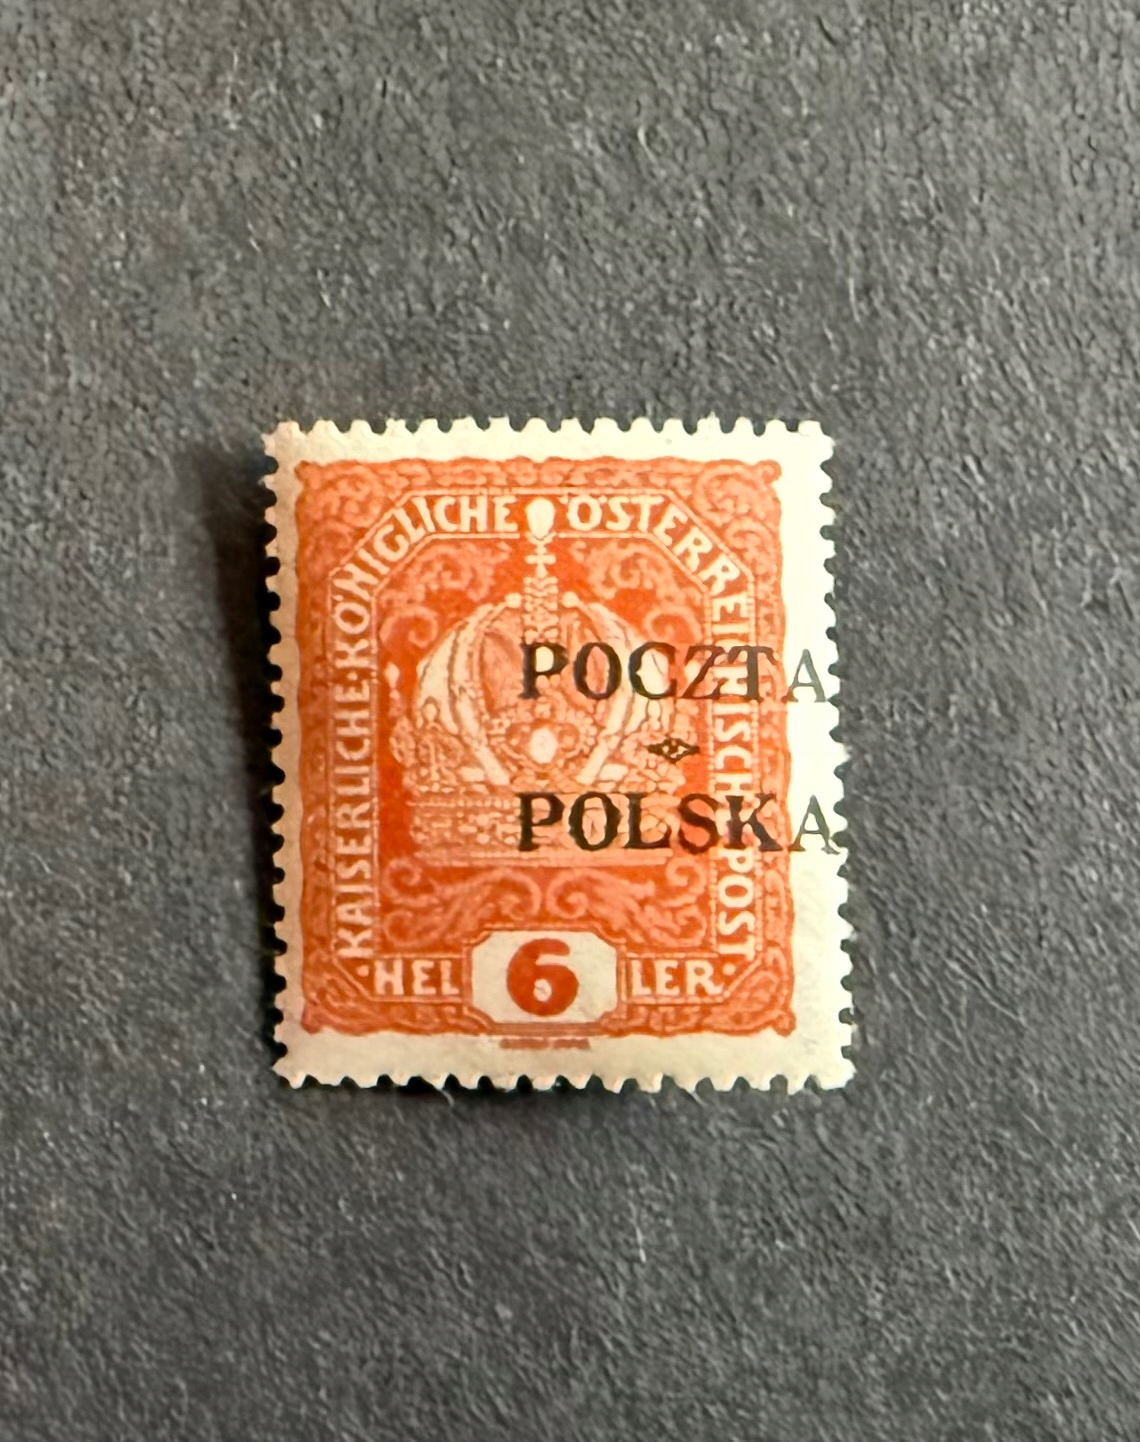 KAISERLICHE·KÖNIGLICHE ÖSTERREICHISCHE POST
POCZTA
POLSKA
·HEL 6 LER·